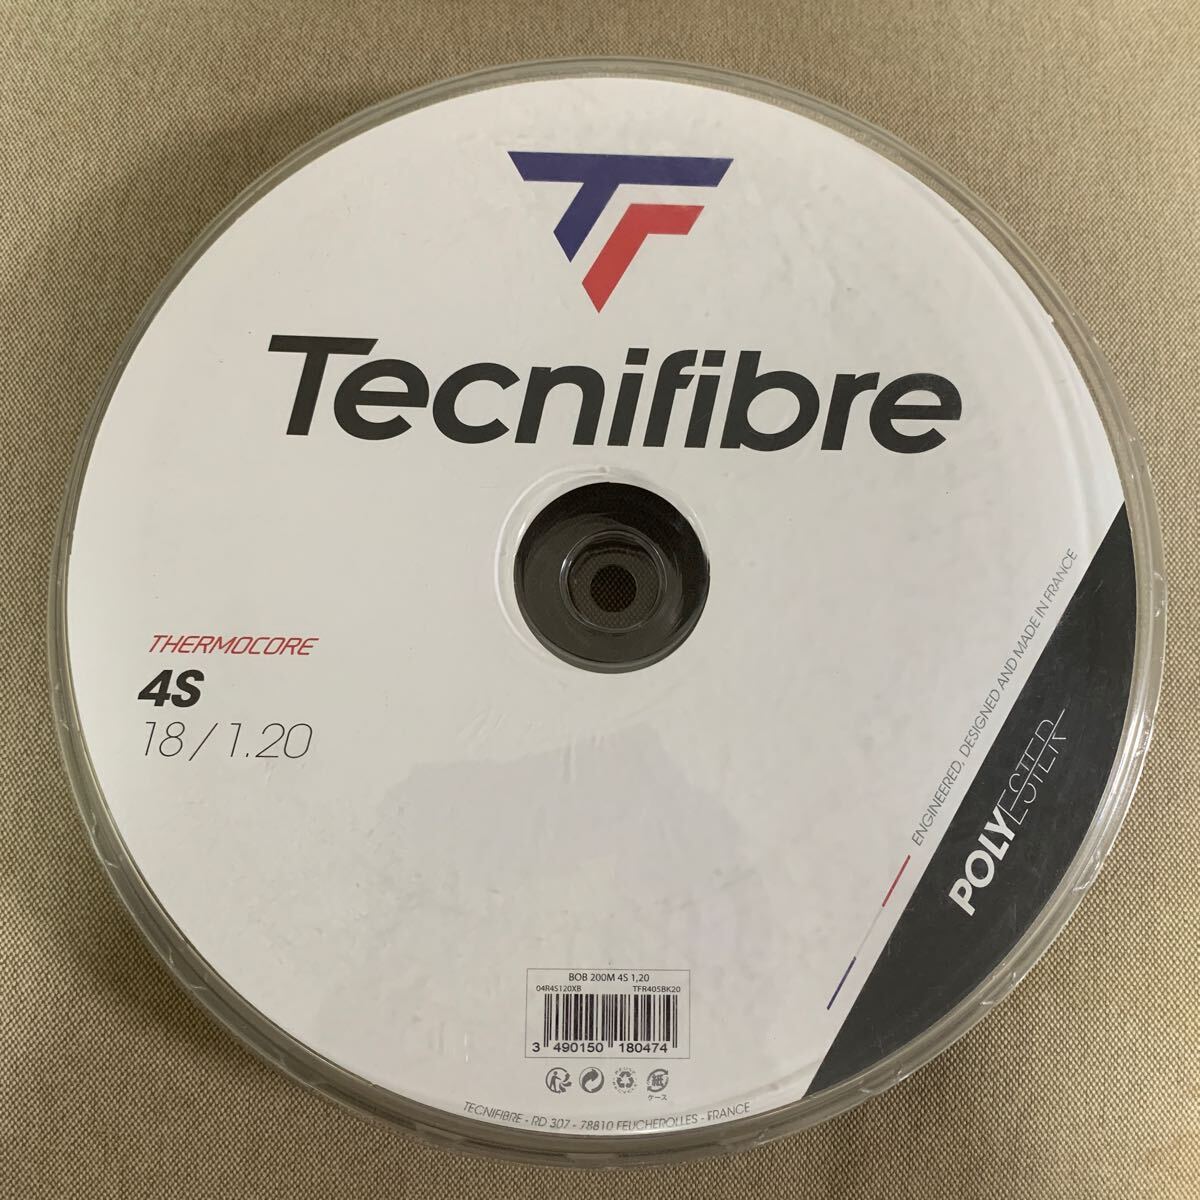 Tecnifibre
THERMOCORE
4S
18 / 1.20
ENGINEERED, DESIGNED AND MADE IN FRANCE
POLYESTER
BOB 200M 4S 1,20
04R4S120XB TFR405BK20
3 490150 180474
紙
ケース
TECNIFIBRE - RD 307 - 78810 FEUCHEROLLES - FRANCE